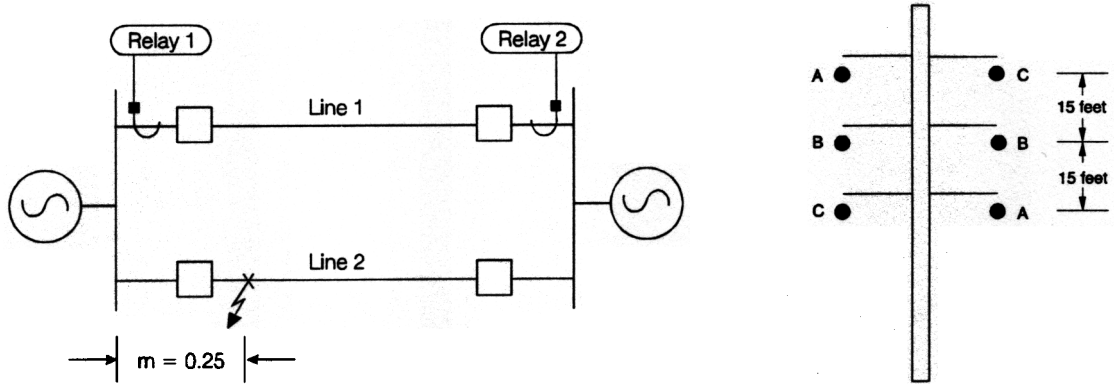 Relay 1
Relay 2
Line 1
Line 2
m = 0.25
A
C
15 feet
B
B
15 feet
C
A